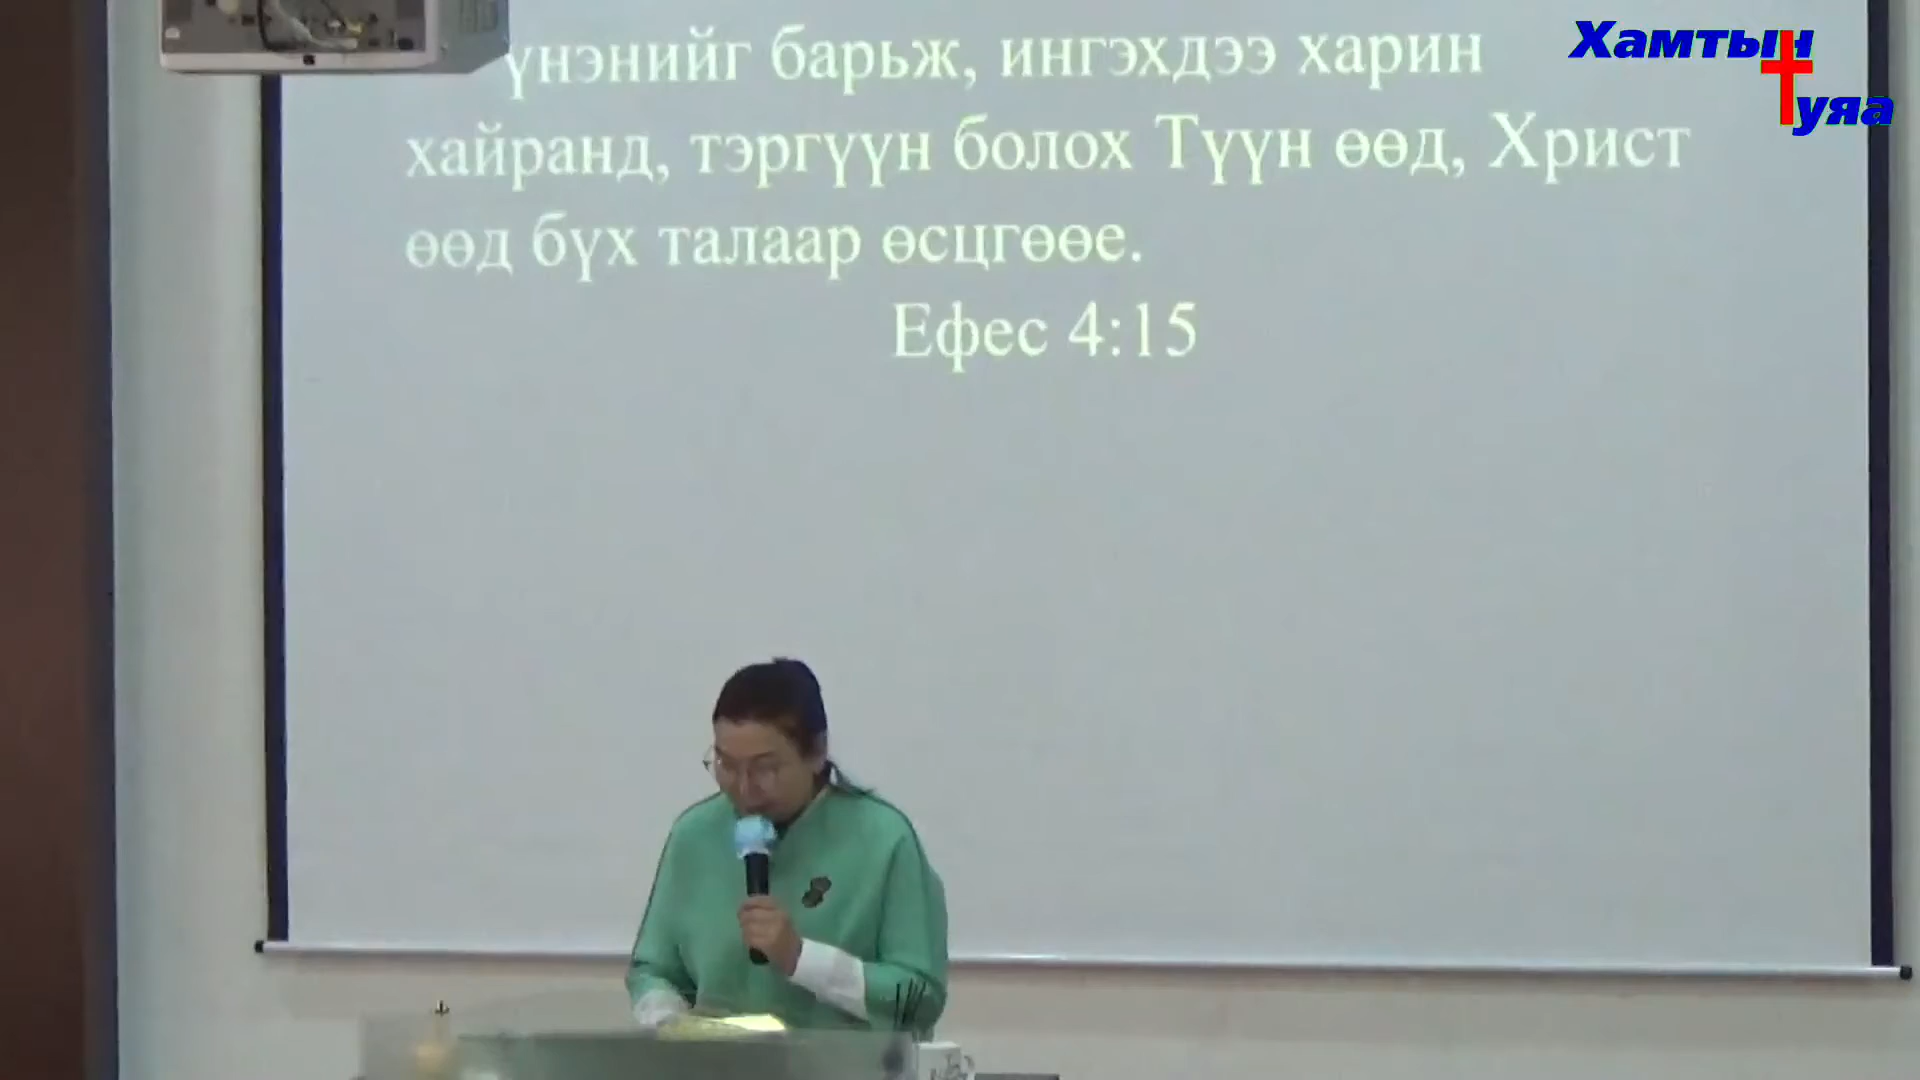 үнэнийг барьж, ингэхдээ харин
хайранд, тэргүүн болох Түүн өөд, Христ
өөд бүх талаар өсцгөөе.
Ефес 4:15
Хамтын
туяа